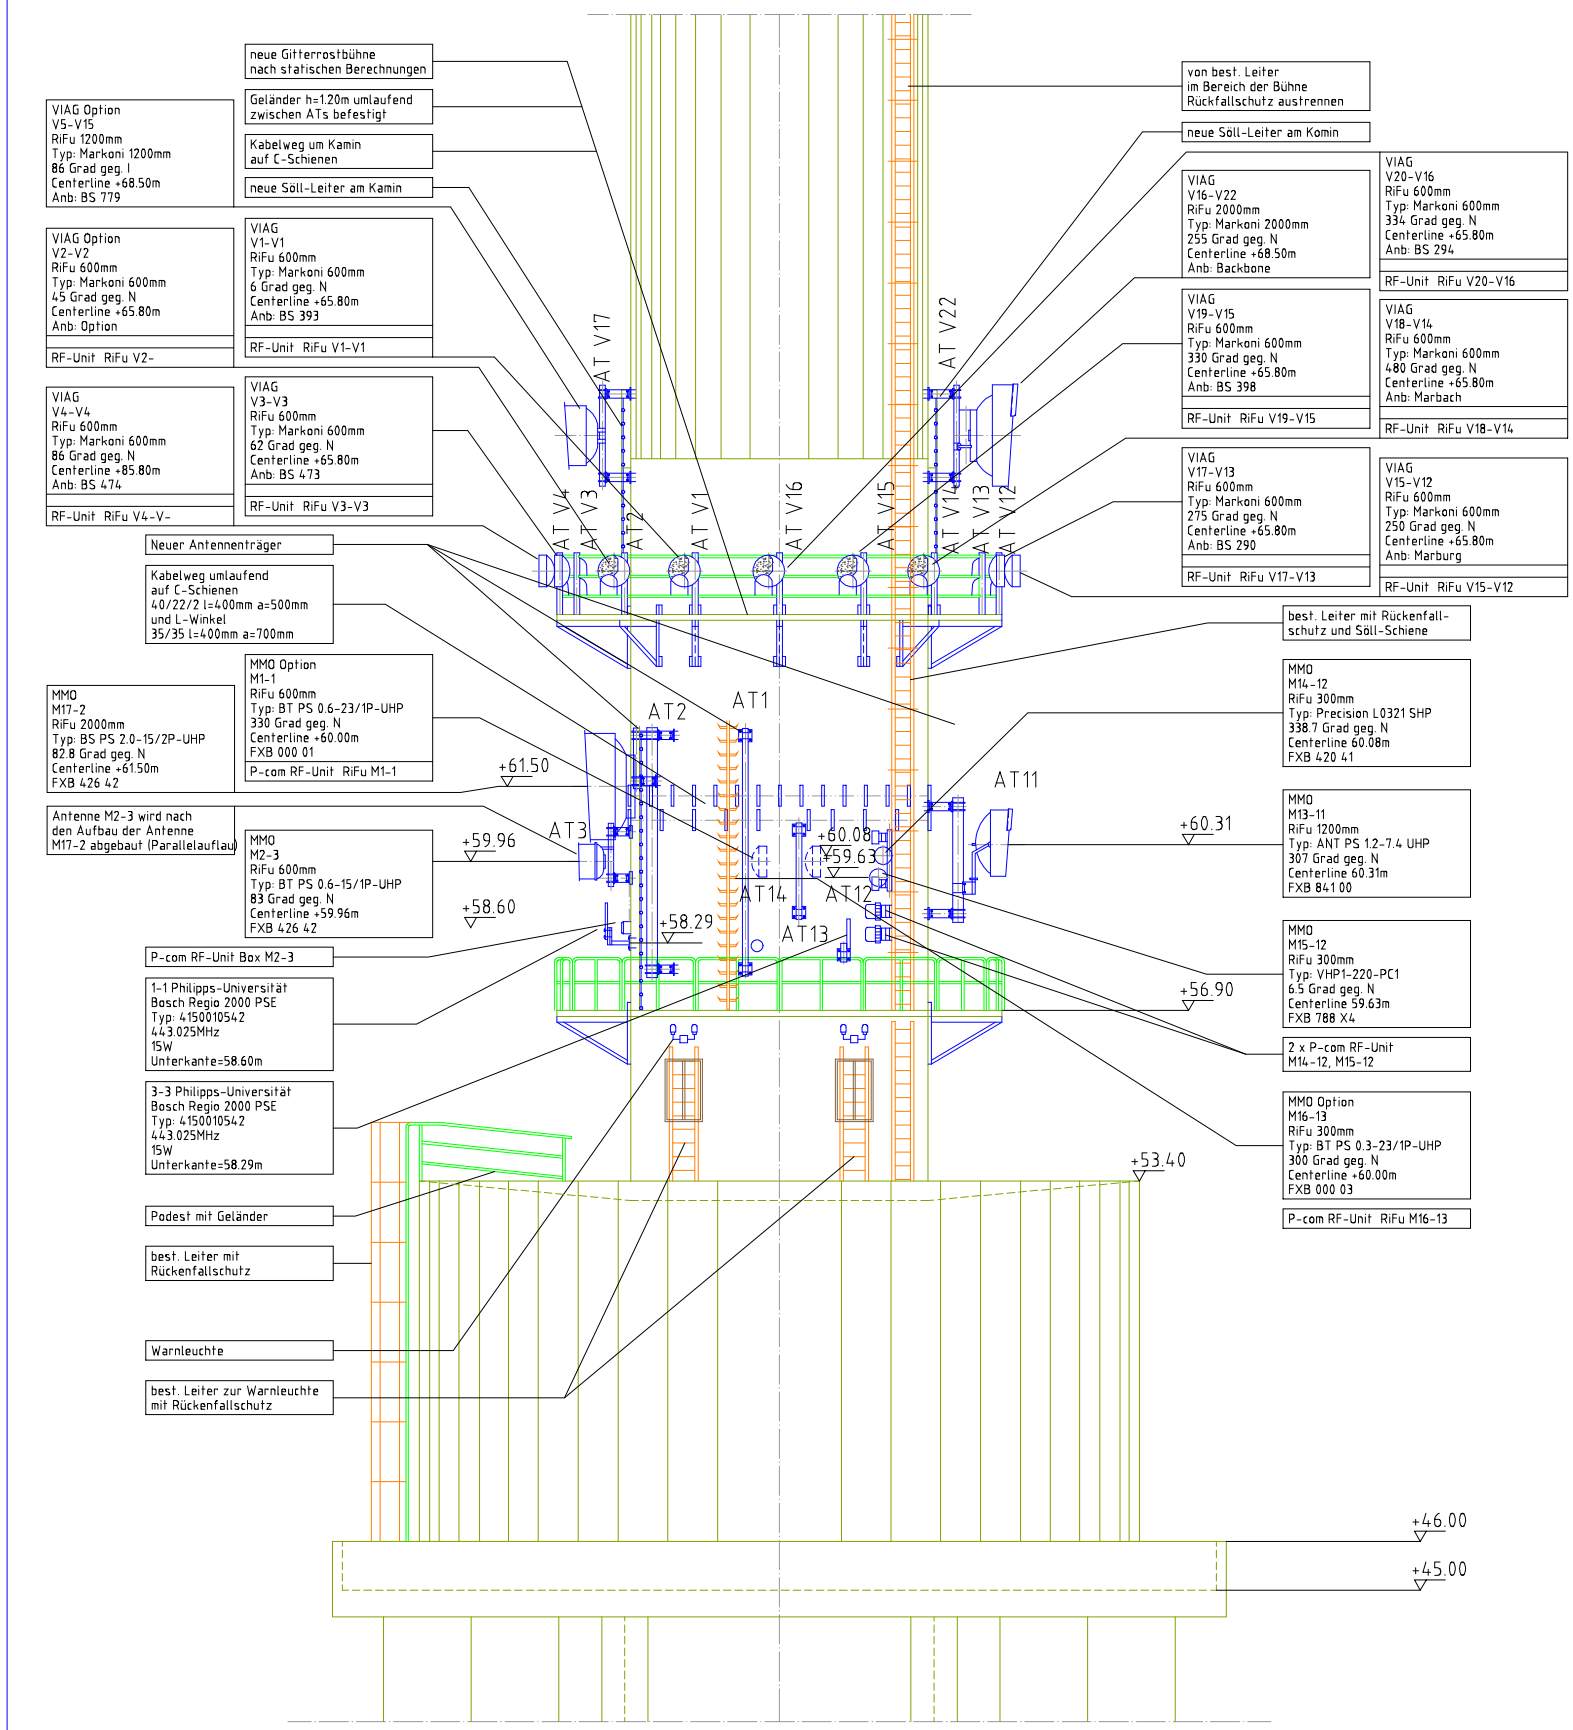 neue Gitterrostbühne
nach statischen Berechnungen
Geländer h=1.20m umlaufend
zwischen ATs befestigt
Kabelweg um Kamin
auf C-Schienen
neue Söll-Leiter am Kamin
VIAG Option
V5-V15
RiFu 1200mm
Typ: Markoni 1200mm
86 Grad geg. I
Centerline +68.50m
Anb: BS 779
VIAG Option
V2-V2
RiFu 600mm
Typ: Markoni 600mm
45 Grad geg. N
Centerline +65.80m
Anb: Option
RF-Unit RiFu V2-
VIAG
V1-V1
RiFu 600mm
Typ: Markoni 600mm
6 Grad geg. N
Centerline +65.80m
Anb: BS 393
RF-Unit RiFu V1-V1
VIAG
V4-V4
RiFu 600mm
Typ: Markoni 600mm
86 Grad geg. N
Centerline +85.80m
Anb: BS 474
RF-Unit RiFu V4-V-
VIAG
V3-V3
RiFu 600mm
Typ: Markoni 600mm
62 Grad geg. N
Centerline +65.80m
Anb: BS 473
RF-Unit RiFu V3-V3
Neuer Antennenträger
Kabelweg umlaufend
auf C-Schienen
40/22/2 l=400mm a=500mm
und L-Winkel
35/35 l=400mm a=700mm
MMO Option
M1-1
RiFu 600mm
Typ: BT PS 0.6-23/1P-UHP
330 Grad geg. N
Centerline +60.00m
FXB 000 01
P-com RF-Unit RiFu M1-1
MMO
M17-2
RiFu 2000mm
Typ: BS PS 2.0-15/2P-UHP
82.8 Grad geg. N
Centerline +61.50m
FXB 426 42
Antenne M2-3 wird nach
den Aufbau der Antenne
M17-2 abgebaut (Parallelauflau)
MMO
M2-3
RiFu 600mm
Typ: BT PS 0.6-15/1P-UHP
83 Grad geg. N
Centerline +59.96m
FXB 426 42
P-com RF-Unit Box M2-3
1-1 Philipps-Universität
Bosch Regio 2000 PSE
Typ: 4150010542
443.025MHz
15W
Unterkante=58.60m
3-3 Philipps-Universität
Bosch Regio 2000 PSE
Typ: 4150010542
443.025MHz
15W
Unterkante=58.29m
Podest mit Geländer
best. Leiter mit
Rückenfallschutz
Warnleuchte
best. Leiter zur Warnleuchte
mit Rückenfallschutz
AT V17
AT V22
AT V4
AT V3
AT2
AT V1
AT V16
AT V15
AT V14
AT V13
AT V12
AT2
AT1
AT3
AT11
AT14
AT12
AT13
+61.50
+59.96
+58.60
+58.29
+60.08
+59.63
+60.31
+56.90
+53.40
+46.00
+45.00
von best. Leiter
im Bereich der Bühne
Rückfallschutz austrennen
neue Söll-Leiter am Komin
VIAG
V16-V22
RiFu 2000mm
Typ: Markoni 2000mm
255 Grad geg. N
Centerline +68.50m
Anb: Backbone
VIAG
V20-V16
RiFu 600mm
Typ: Markoni 600mm
334 Grad geg. N
Centerline +65.80m
Anb: BS 294
RF-Unit RiFu V20-V16
VIAG
V19-V15
RiFu 600mm
Typ: Markoni 600mm
330 Grad geg. N
Centerline +65.80m
Anb: BS 398
RF-Unit RiFu V19-V15
VIAG
V18-V14
RiFu 600mm
Typ: Markoni 600mm
480 Grad geg. N
Centerline +65.80m
Anb: Marbach
RF-Unit RiFu V18-V14
VIAG
V17-V13
RiFu 600mm
Typ: Markoni 600mm
275 Grad geg. N
Centerline +65.80m
Anb: BS 290
RF-Unit RiFu V17-V13
VIAG
V15-V12
RiFu 600mm
Typ: Markoni 600mm
250 Grad geg. N
Centerline +65.80m
Anb: Marburg
RF-Unit RiFu V15-V12
best. Leiter mit Rückenfall-
schutz und Söll-Schiene
MMO
M14-12
RiFu 300mm
Typ: Precision L0321 SHP
338.7 Grad geg. N
Centerline 60.08m
FXB 420 41
MMO
M13-11
RiFu 1200mm
Typ: ANT PS 1.2-7.4 UHP
307 Grad geg. N
Centerline 60.31m
FXB 841 00
MMO
M15-12
RiFu 300mm
Typ: VHP1-220-PC1
6.5 Grad geg. N
Centerline 59.63m
FXB 788 X4
2 x P-com RF-Unit
M14-12, M15-12
MMO Option
M16-13
RiFu 300mm
Typ: BT PS 0.3-23/1P-UHP
300 Grad geg. N
Centerline +60.00m
FXB 000 03
P-com RF-Unit RiFu M16-13